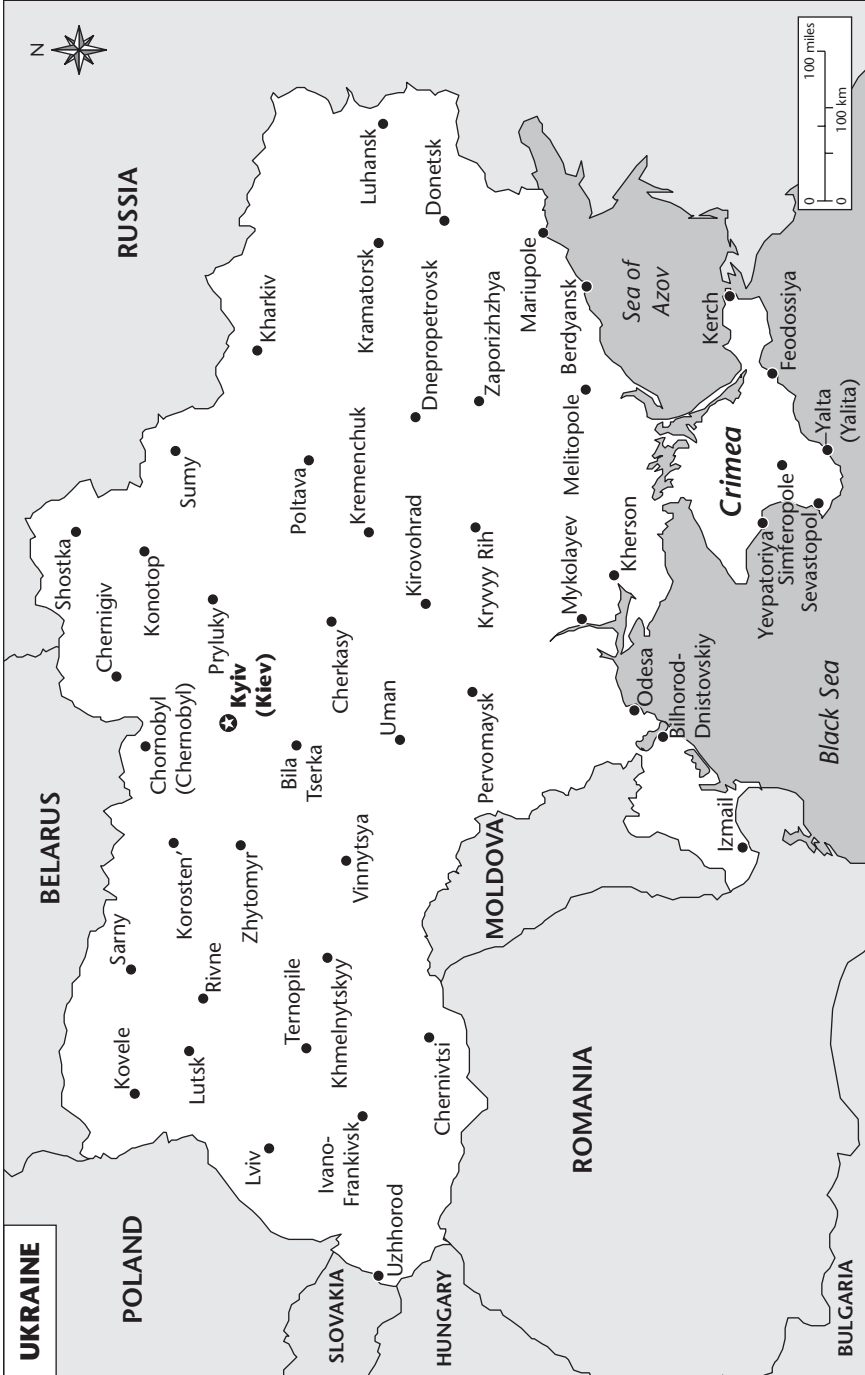 UKRAINE
N
POLAND
BELARUS
RUSSIA
SLOVAKIA
HUNGARY
ROMANIA
MOLDOVA
BULGARIA
Kovele
Sarny
Lutsk
Rivne
Korosten’
Chornobyl
(Chernobyl)
Chernigiv
Shostka
Konotop
Sumy
Lviv
Zhytomyr
Kyiv
(Kiev)
Pryluky
Kharkiv
Ternopile
Khmelnytskyy
Bila
Tserka
Cherkasy
Poltava
Kremenchuk
Kramatorsk
Luhansk
Ivano-
Frankivsk
Uzhhorod
Chernivtsi
Vinnytsya
Uman
Kirovohrad
Dnepropetrovsk
Donetsk
Pervomaysk
Kryvyy Rih
Zaporizhzhya
Mykolayev
Melitopole
Berdyansk
Mariupole
Kherson
Odesa
Bilhorod-
Dnistovskiy
Izmail
Sea of
Azov
Crimea
Kerch
Feodossiya
Yevpatoriya
Simferopole
Sevastopol
Yalta
(Yalita)
Black Sea
0 100 miles
0 100 km